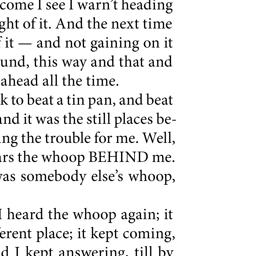 come I see I warn't heading
ght of it. And the next time
f it — and not gaining on it
und, this way and that and
ahead all the time.
k to beat a tin pan, and beat
nd it was the still places be-
ng the trouble for me. Well,
ars the whoop BEHIND me.
was somebody else's whoop,
I heard the whoop again; it
erent place; it kept coming,
d I kept answering, till by